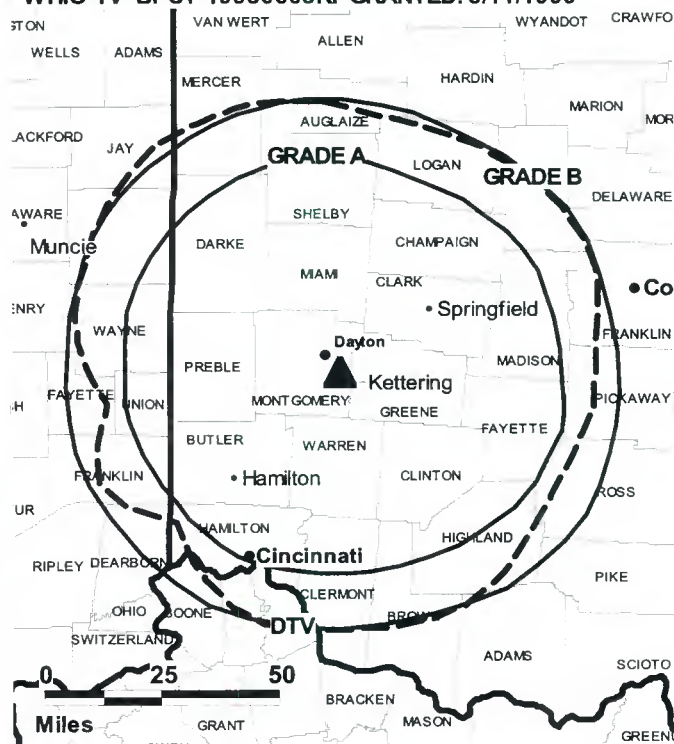 VAN WERT
WYANDOT
CRAWFO
WELLS
ADAMS
ALLEN
MERCER
HARDIN
MARION
MOR
LACKFORD
JAY
AUGLAIZE
GRADE A
LOGAN
GRADE B
DELAWARE
AWARE
Muncie
SHELBY
DARKE
CHAMPAIGN
MIAMI
CLARK
Co
ENRY
Springfield
WAYNE
FRANKLIN
Dayton
PREBLE
MADISON
Kettering
FAYETTE
UNION
MONTGOMERY
GREENE
PICKAWAY
H
FAYETTE
BUTLER
WARREN
FRANKLIN
Hamilton
CLINTON
ROSS
UR
HAMILTON
HIGHLAND
Cincinnati
RIPLEY
DEARBORN
PIKE
CLERMONT
OHIO
BOONE
BROWN
DTV
SWITZERLAND
ADAMS
0 25 50
SCIOTO
Miles
BRACKEN
GRANT
MASON
GREEN